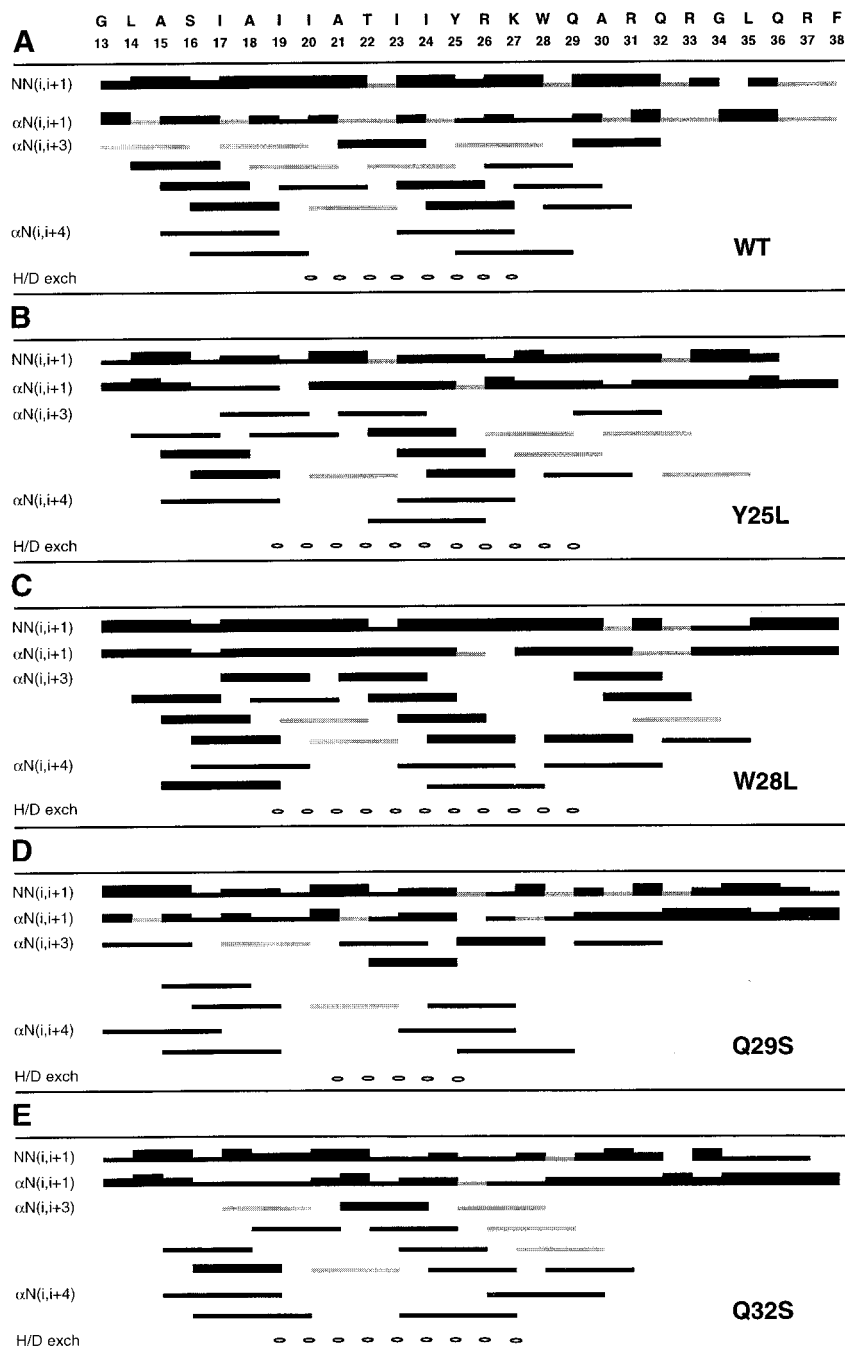 G L A S I A I I A T I I Y R K W Q A R Q R G L Q R F
A
13 14 15 16 17 18 19 20 21 22 23 24 25 26 27 28 29 30 31 32 33 34 35 36 37 38
NN(i,i+1)
αN(i,i+1)
αN(i,i+3)
αN(i,i+4)
WT
H/D exch
B
NN(i,i+1)
αN(i,i+1)
αN(i,i+3)
αN(i,i+4)
Y25L
H/D exch
C
NN(i,i+1)
αN(i,i+1)
αN(i,i+3)
αN(i,i+4)
W28L
H/D exch
D
NN(i,i+1)
αN(i,i+1)
αN(i,i+3)
αN(i,i+4)
Q29S
H/D exch
E
NN(i,i+1)
αN(i,i+1)
αN(i,i+3)
αN(i,i+4)
Q32S
H/D exch